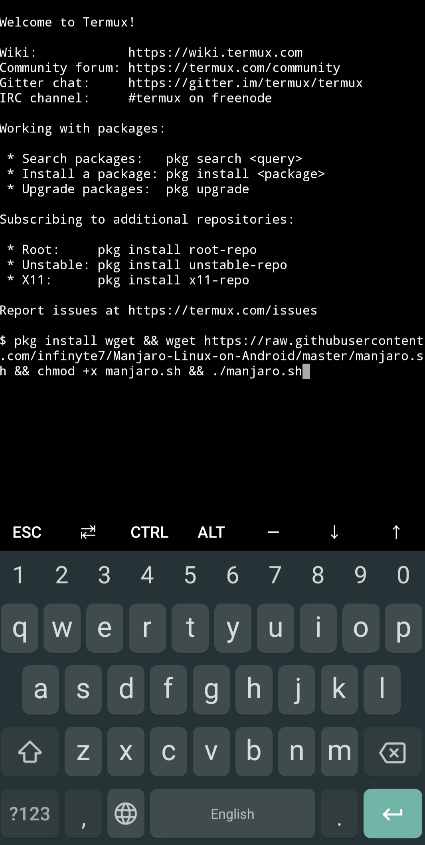 Welcome to Termux!
Wiki:            https://wiki.termux.com
Community forum: https://termux.com/community
Gitter chat:     https://gitter.im/termux/termux
IRC channel:     #termux on freenode
Working with packages:
* Search packages:   pkg search <query>
* Install a package: pkg install <package>
* Upgrade packages:  pkg upgrade
Subscribing to additional repositories:
* Root:     pkg install root-repo
* Unstable: pkg install unstable-repo
* X11:      pkg install x11-repo
Report issues at https://termux.com/issues
$ pkg install wget && wget https://raw.githubusercontent
.com/infinyte7/Manjaro-Linux-on-Android/master/manjaro.s
h && chmod +x manjaro.sh && ./manjaro.sh
ESC ⇄ CTRL ALT – ↓ ↑
1 2 3 4 5 6 7 8 9 0
q w e r t y u i o p
a s d f g h j k l
z x c v b n m
?123 , English .